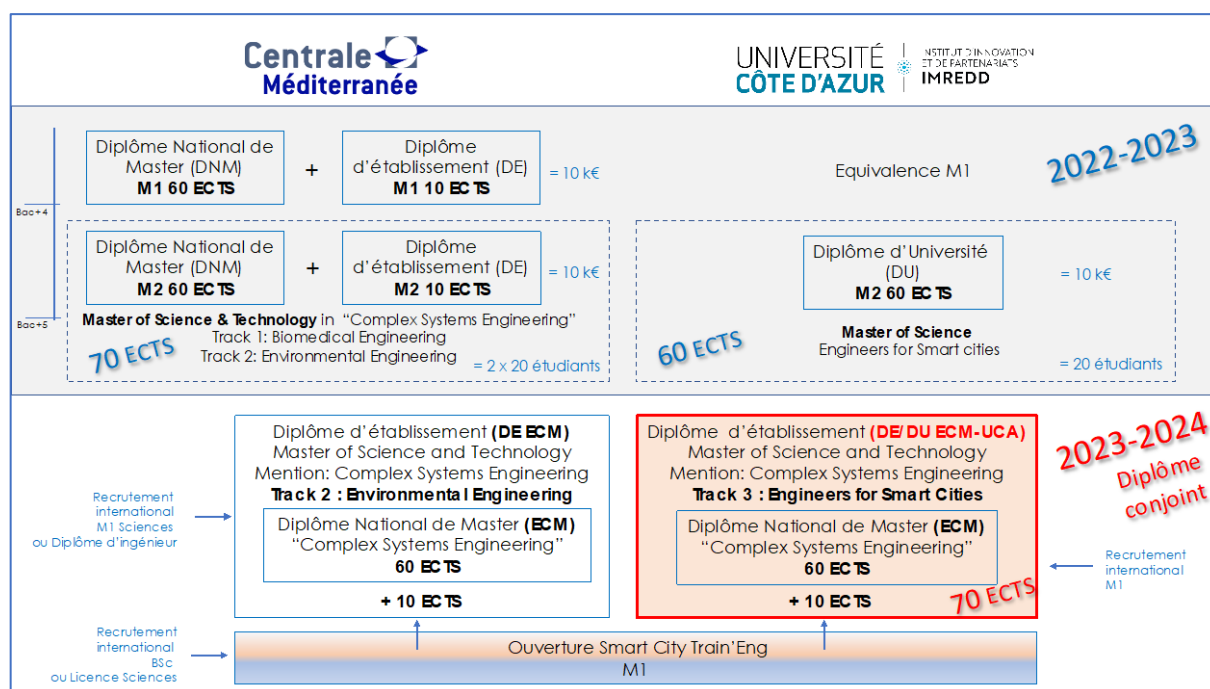 Centrale
Méditerranée
UNIVERSITÉ
CÔTE D'AZUR
INSTITUT D'INNOVATION
ET DE PARTENARIATS
IMREDD
2022-2023
Diplôme National de
Master (DNM)
M1 60 ECTS
+
Diplôme
d'établissement (DE)
M1 10 ECTS
= 10 k€
Equivalence M1
Bac+4
Diplôme National de
Master (DNM)
M2 60 ECTS
+
Diplôme
d'établissement (DE)
M2 10 ECTS
= 10 k€
Diplôme d'Université
(DU)
M2 60 ECTS
= 10 k€
Bac+5
Master of Science & Technology in "Complex Systems Engineering"
Track 1: Biomedical Engineering
Track 2: Environmental Engineering
70 ECTS
= 2 x 20 étudiants
60 ECTS
Master of Science
Engineers for Smart cities
= 20 étudiants
Diplôme d'établissement (DE ECM)
Master of Science and Technology
Mention: Complex Systems Engineering
Track 2 : Environmental Engineering
Diplôme National de Master (ECM)
"Complex Systems Engineering"
60 ECTS
+ 10 ECTS
Diplôme d'établissement (DE/DU ECM-UCA)
Master of Science and Technology
Mention: Complex Systems Engineering
Track 3 : Engineers for Smart Cities
Diplôme National de Master (ECM)
"Complex Systems Engineering"
60 ECTS
+ 10 ECTS
70 ECTS
2023-2024
Diplôme
conjoint
Recrutement
international
M1 Sciences
ou Diplôme d'ingénieur
Recrutement
international
M1
Recrutement
international
BSc
ou Licence Sciences
Ouverture Smart City Train'Eng
M1